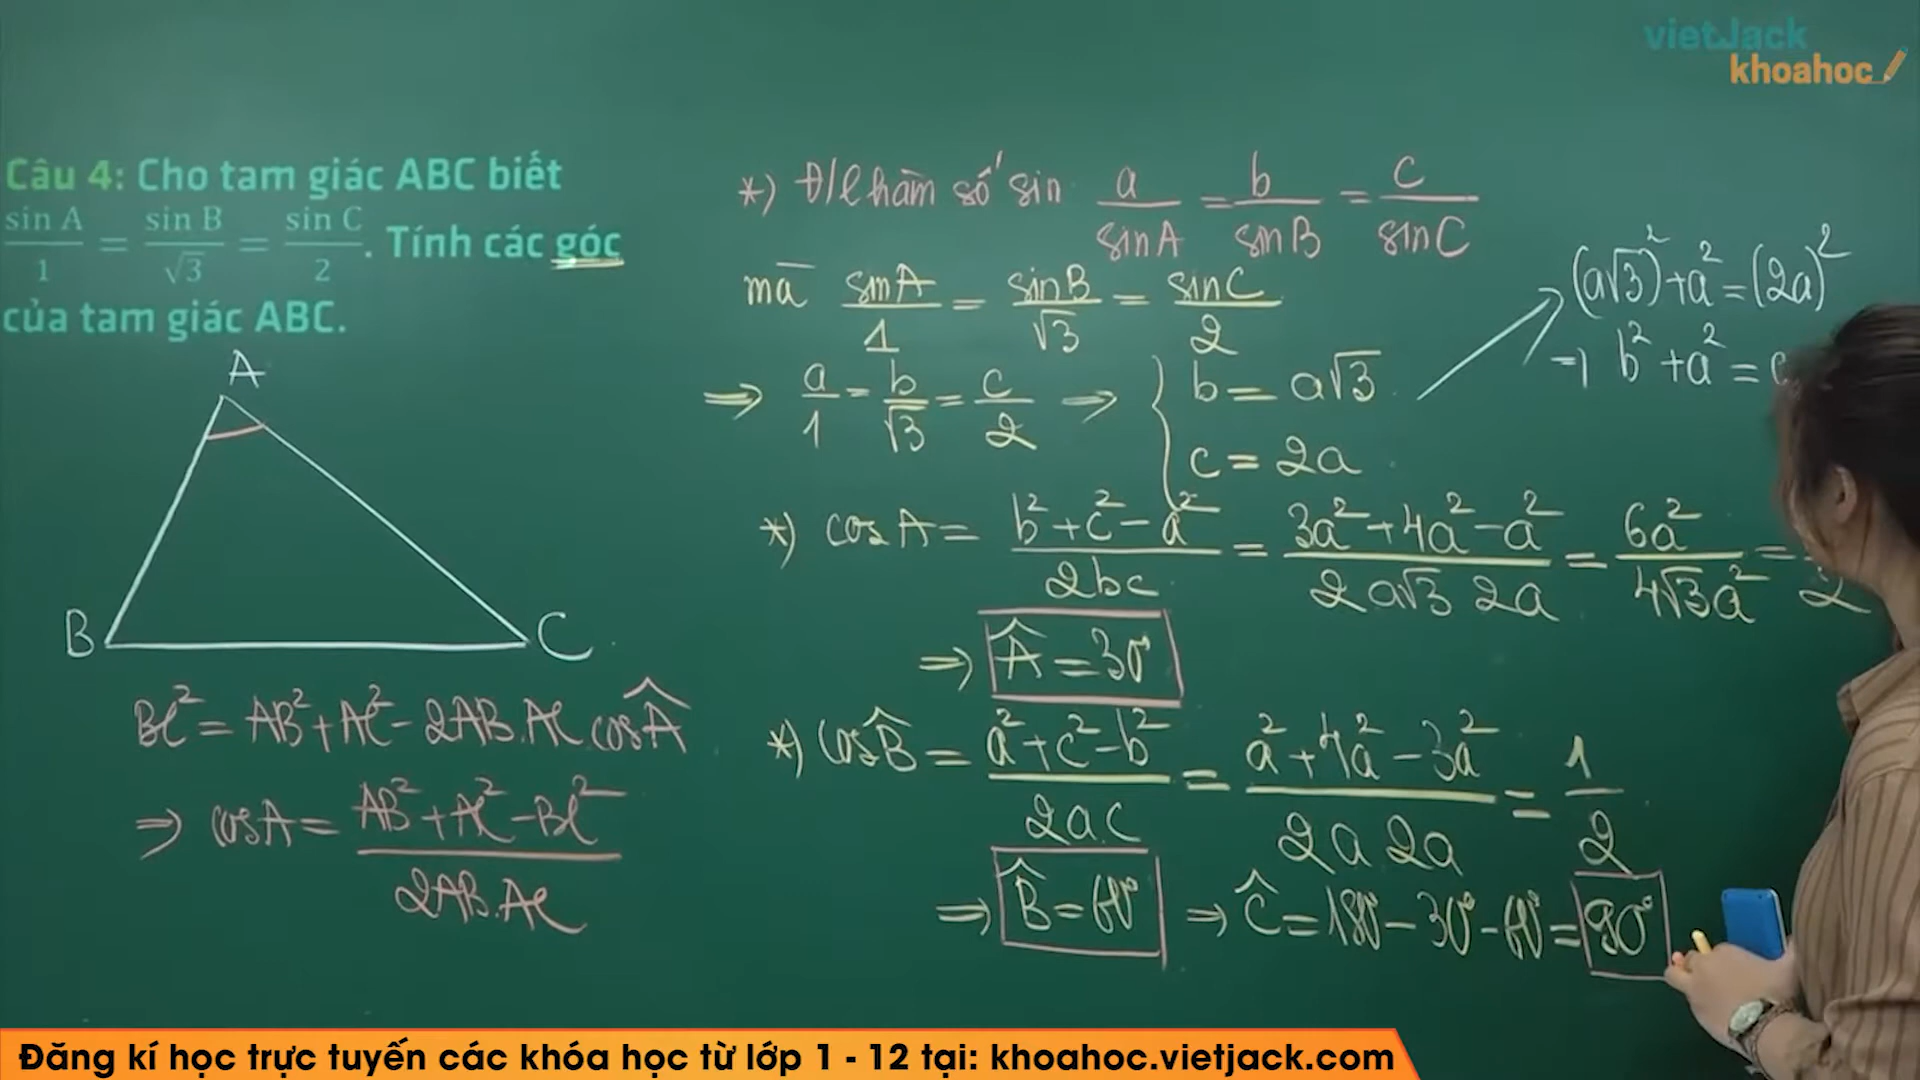 vietJack
khoahoc
Câu 4: Cho tam giác ABC biết
sin A/1 = sin B/√3 = sin C/2. Tính các góc
của tam giác ABC.
A
B
C
BC² = AB² + AC² - 2AB.AC.cosÂ
⇒ cosA = (AB² + AC² - BC²)/(2AB.AC)
*) Đ/l hàm số sin a/sinA = b/sinB = c/sinC
mà sinA/1 = sinB/√3 = sinC/2
⇒ a/1 = b/√3 = c/2 ⇒ { b = a√3
c = 2a
(a√3)² + a² = (2a)²
⇒ b² + a² =
*) cosA = (b² + c² - a²)/(2bc) = (3a² + 4a² - a²)/(2a√3 2a) = 6a²/(4√3a²) = /2
⇒ Â = 30°
*) cosB̂ = (a² + c² - b²)/(2ac) = (a² + 4a² - 3a²)/(2a 2a) = 1/2
⇒ B̂ = 60° ⇒ Ĉ = 180° - 30° - 60° = 90°
Đăng kí học trực tuyến các khóa học từ lớp 1 - 12 tại: khoahoc.vietjack.com